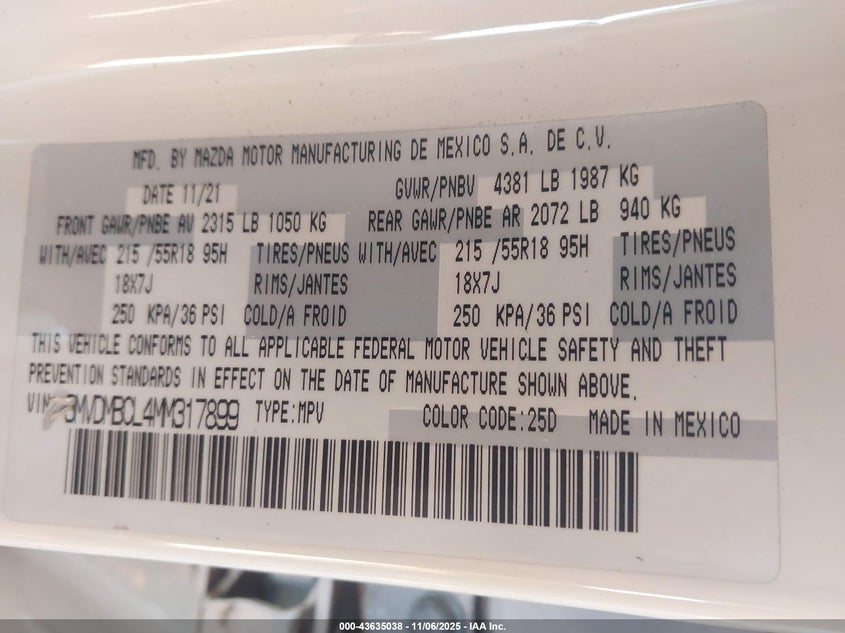 MFD. BY MAZDA MOTOR MANUFACTURING DE MEXICO S.A. DE C.V.
DATE 11/21 GVWR/PNBV 4381 LB 1987 KG
FRONT GAWR/PNBE AV 2315 LB 1050 KG REAR GAWR/PNBE AR 2072 LB 940 KG
WITH/AVEC 215 /55R18 95H TIRES/PNEUS WITH/AVEC 215 /55R18 95H TIRES/PNEUS
18X7J RIMS/JANTES 18X7J RIMS/JANTES
250 KPA/36 PSI COLD/A FROID 250 KPA/36 PSI COLD/A FROID
THIS VEHICLE CONFORMS TO ALL APPLICABLE FEDERAL MOTOR VEHICLE SAFETY AND THEFT
PREVENTION STANDARDS IN EFFECT ON THE DATE OF MANUFACTURE SHOWN ABOVE.
VIN: 3MVDMBCL4MM317899 TYPE:MPV COLOR CODE:25D MADE IN MEXICO
000-43635038 - 11/06/2025 - IAA Inc.